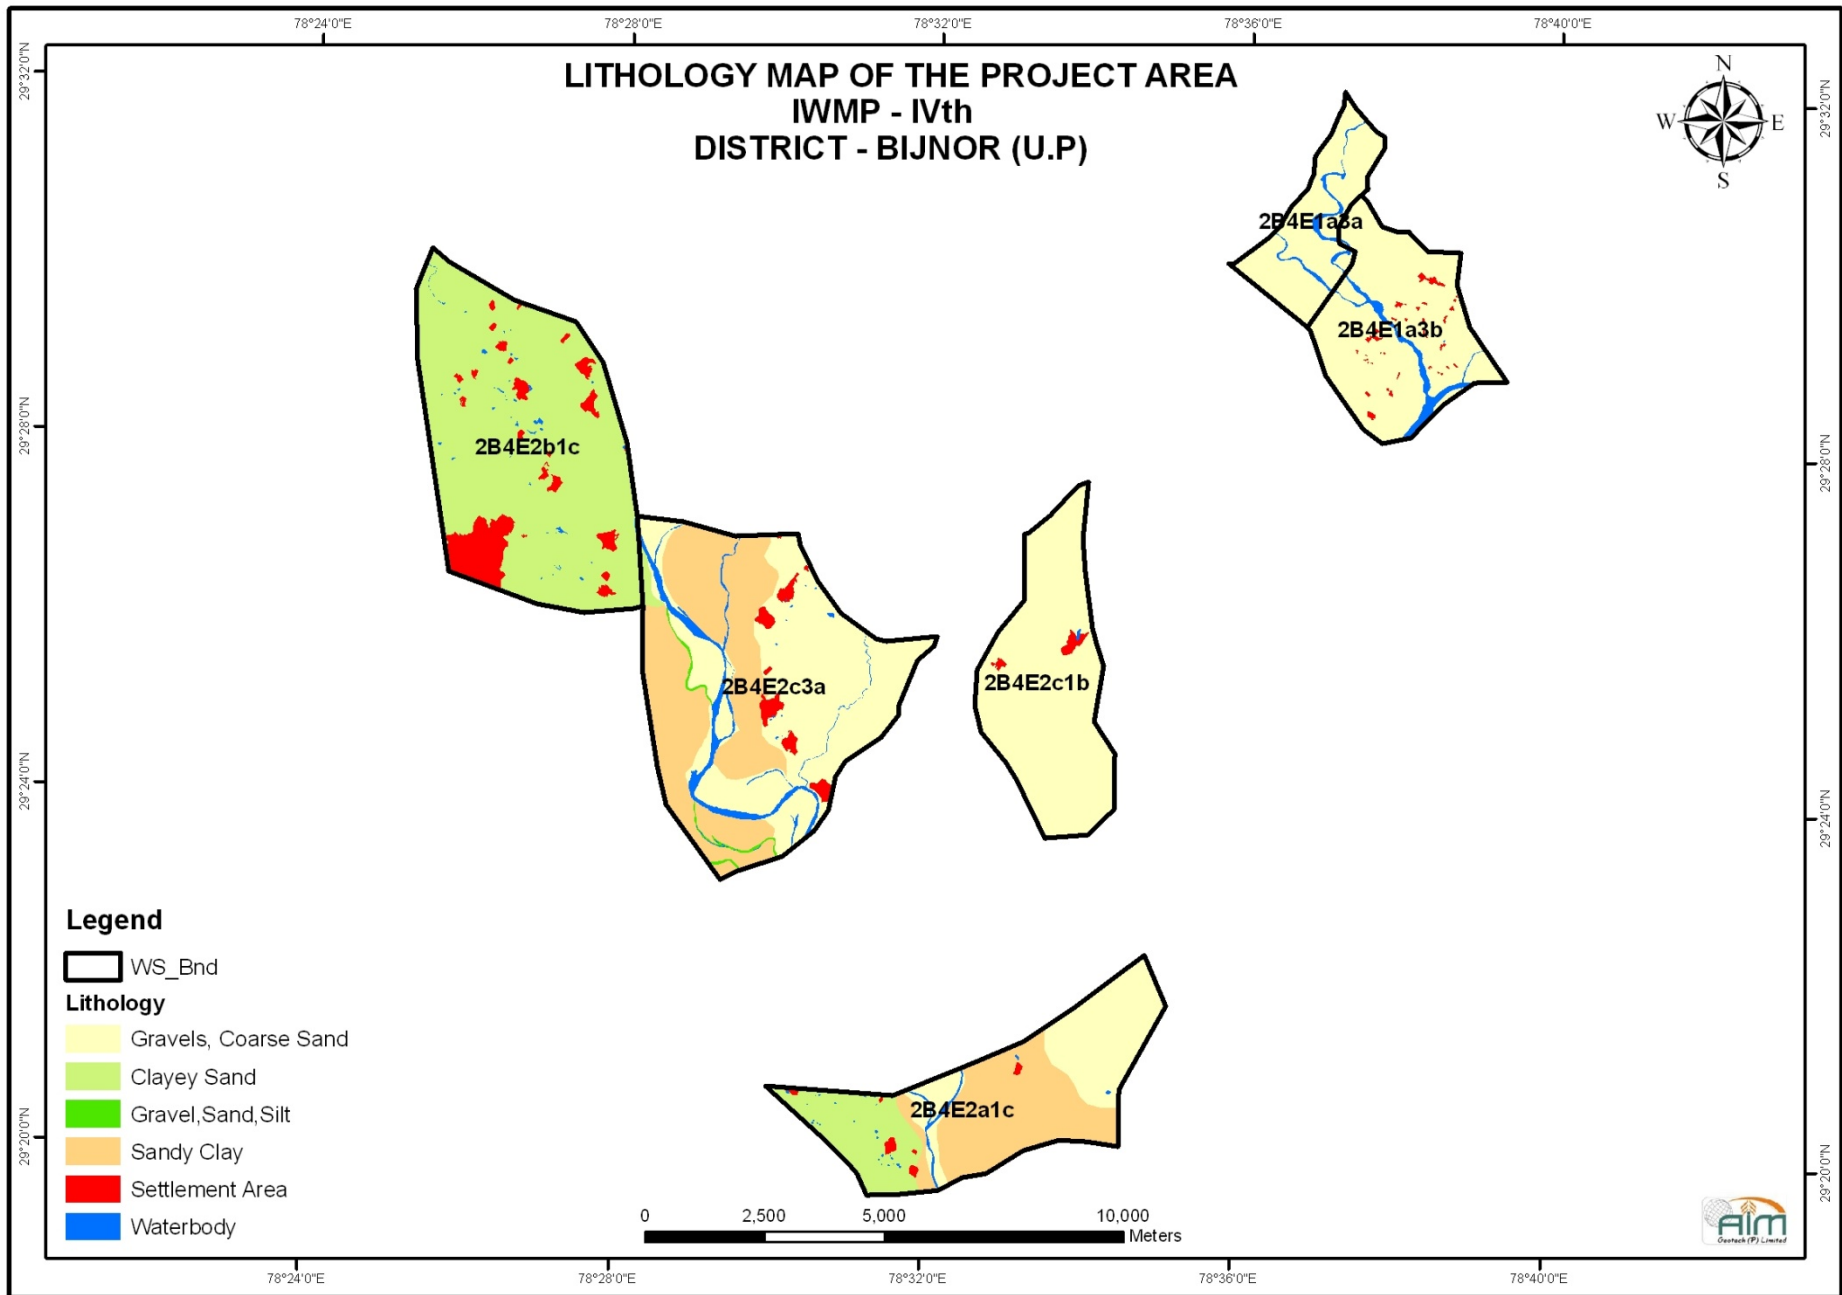 78°24'0"E 78°28'0"E 78°32'0"E 78°36'0"E 78°40'0"E
29°32'0"N
29°28'0"N
29°24'0"N
29°20'0"N
LITHOLOGY MAP OF THE PROJECT AREA
IWMP - IVth
DISTRICT - BIJNOR (U.P)
N
W E
S
2B4E1a3a
2B4E1a3b
2B4E2b1c
2B4E2c3a
2B4E2c1b
2B4E2a1c
29°32'0"N
29°28'0"N
29°24'0"N
29°20'0"N
Legend
WS_Bnd
Lithology
Gravels, Coarse Sand
Clayey Sand
Gravel,Sand,Silt
Sandy Clay
Settlement Area
Waterbody
0 2,500 5,000 10,000
Meters
AIM
Geotech (P) Limited
78°24'0"E 78°28'0"E 78°32'0"E 78°36'0"E 78°40'0"E